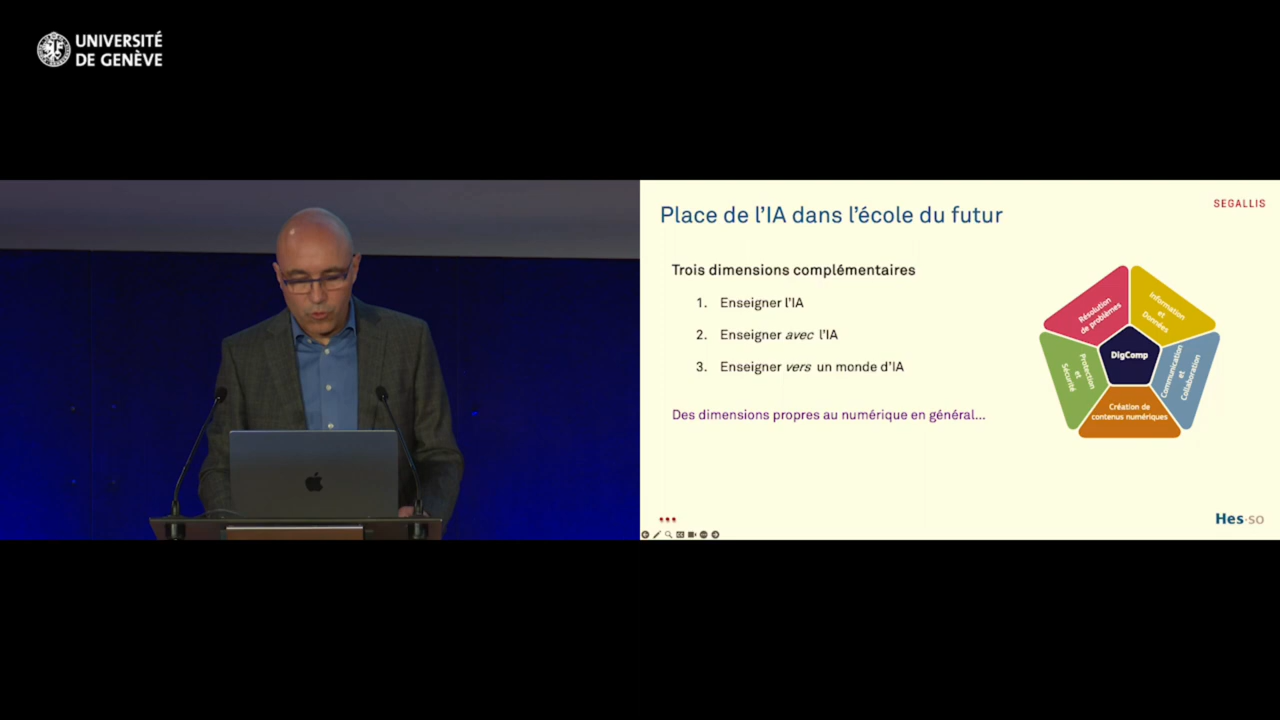 UNIVERSITÉ
DE GENÈVE
SEGALLIS
Place de l'IA dans l'école du futur
Trois dimensions complémentaires
1. Enseigner l'IA
2. Enseigner avec l'IA
3. Enseigner vers un monde d'IA
Des dimensions propres au numérique en général...
Résolution
de problèmes
Information
et
Données
DigComp
Protection
et
Sécurité
Communication
et
Collaboration
Création de
contenus numériques
Hes·so